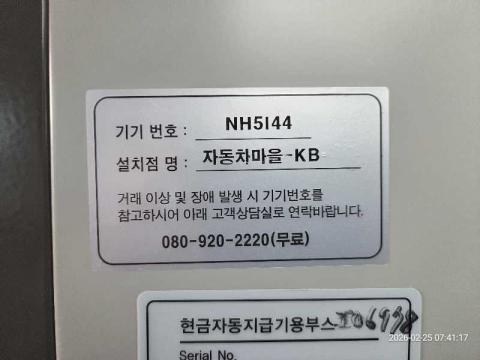 기기 번호 : NH5144
설치점 명 : 자동차마을-KB
거래 이상 및 장애 발생 시 기기번호를
참고하시어 아래 고객상담실로 연락바랍니다.
080-920-2220(무료)
현금자동지급기용부스
Serial No.
2026-02-25 07:41:17